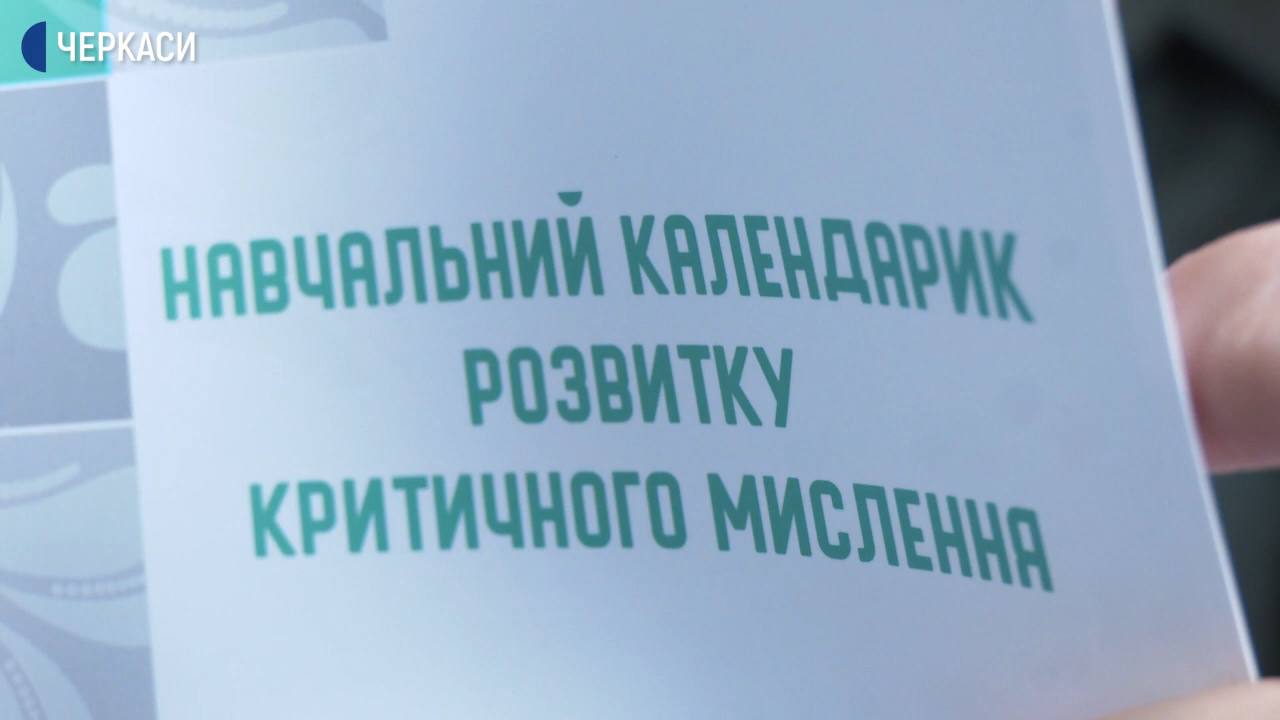 ЧЕРКАСИ
НАВЧАЛЬНИЙ КАЛЕНДАРИК
РОЗВИТКУ
КРИТИЧНОГО МИСЛЕННЯ